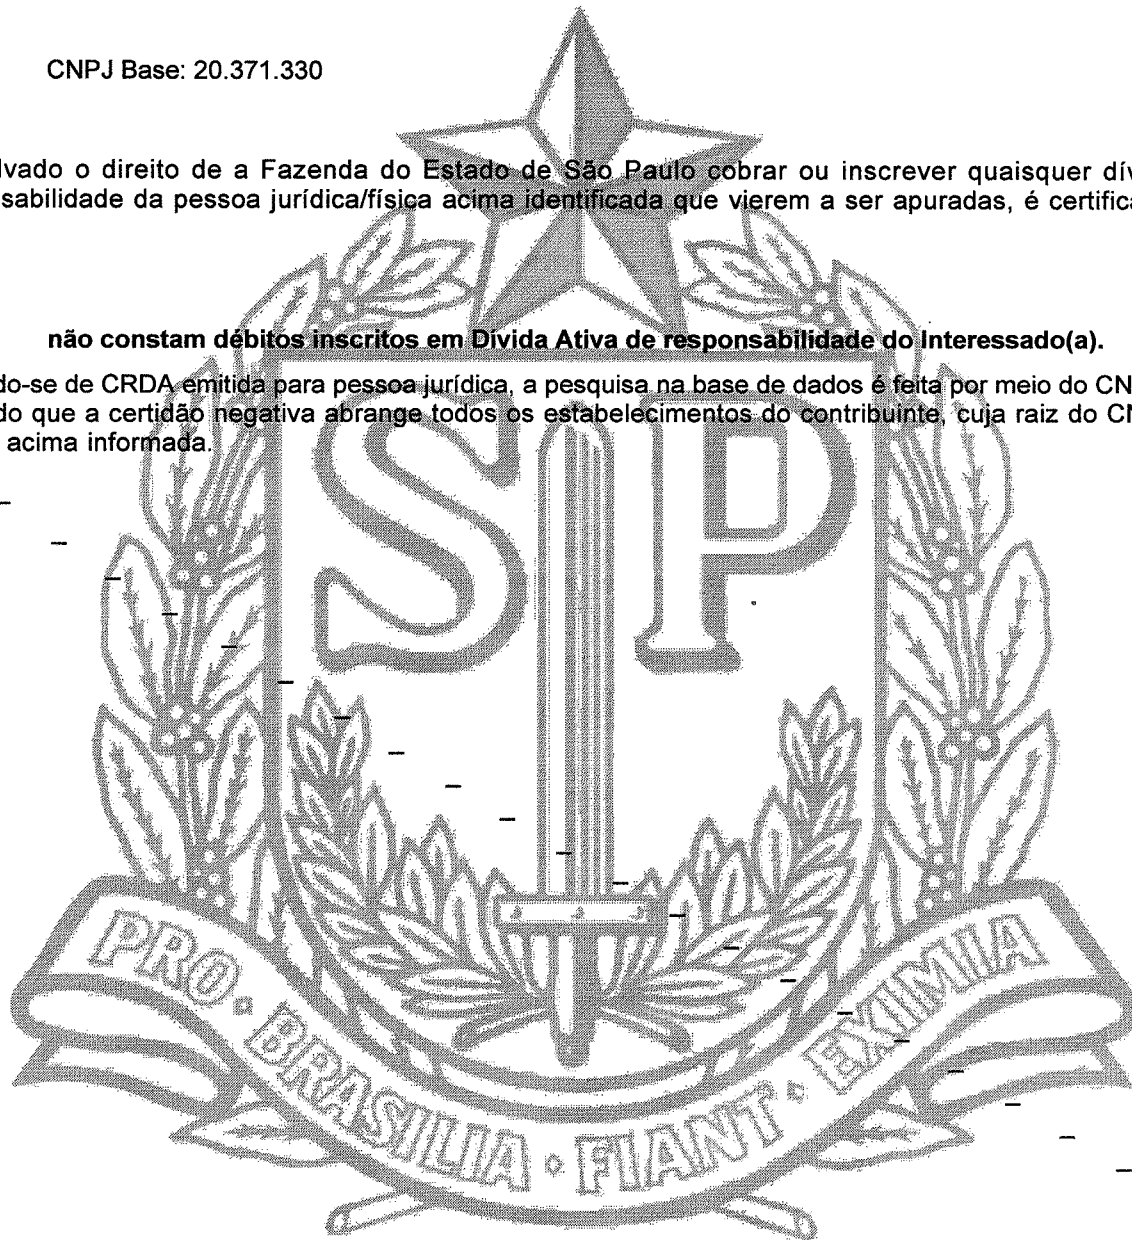 CNPJ Base: 20.371.330
lvado o direito de a Fazenda do Estado de São Paulo cobrar ou inscrever quaisquer dív
sabilidade da pessoa jurídica/física acima identificada que vierem a ser apuradas, é certifica
não constam débitos inscritos em Dívida Ativa de responsabilidade do Interessado(a).
do-se de CRDA emitida para pessoa jurídica, a pesquisa na base de dados é feita por meio do CN
do que a certidão negativa abrange todos os estabelecimentos do contribuinte, cuja raiz do CN
acima informada.
SP
PRO · BRASILIA · FIANT · EXIMIA